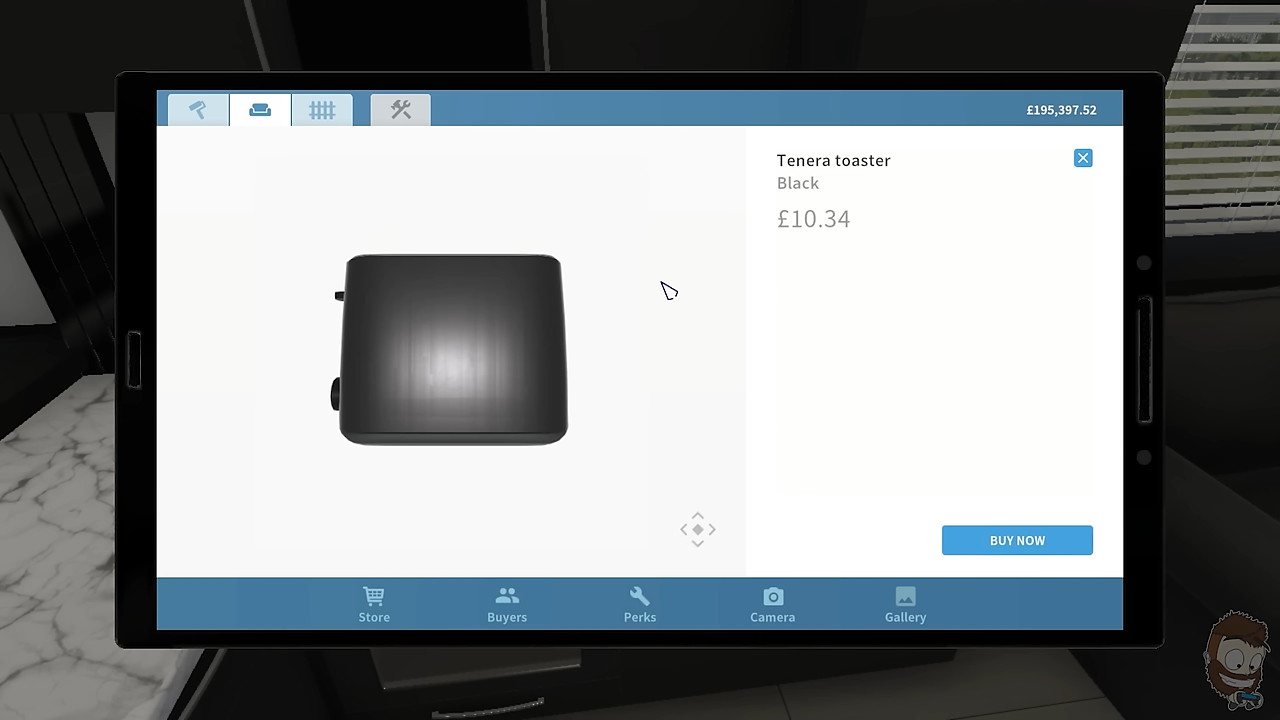 £195,397.52
Tenera toaster
Black
£10.34
BUY NOW
Store
Buyers
Perks
Camera
Gallery